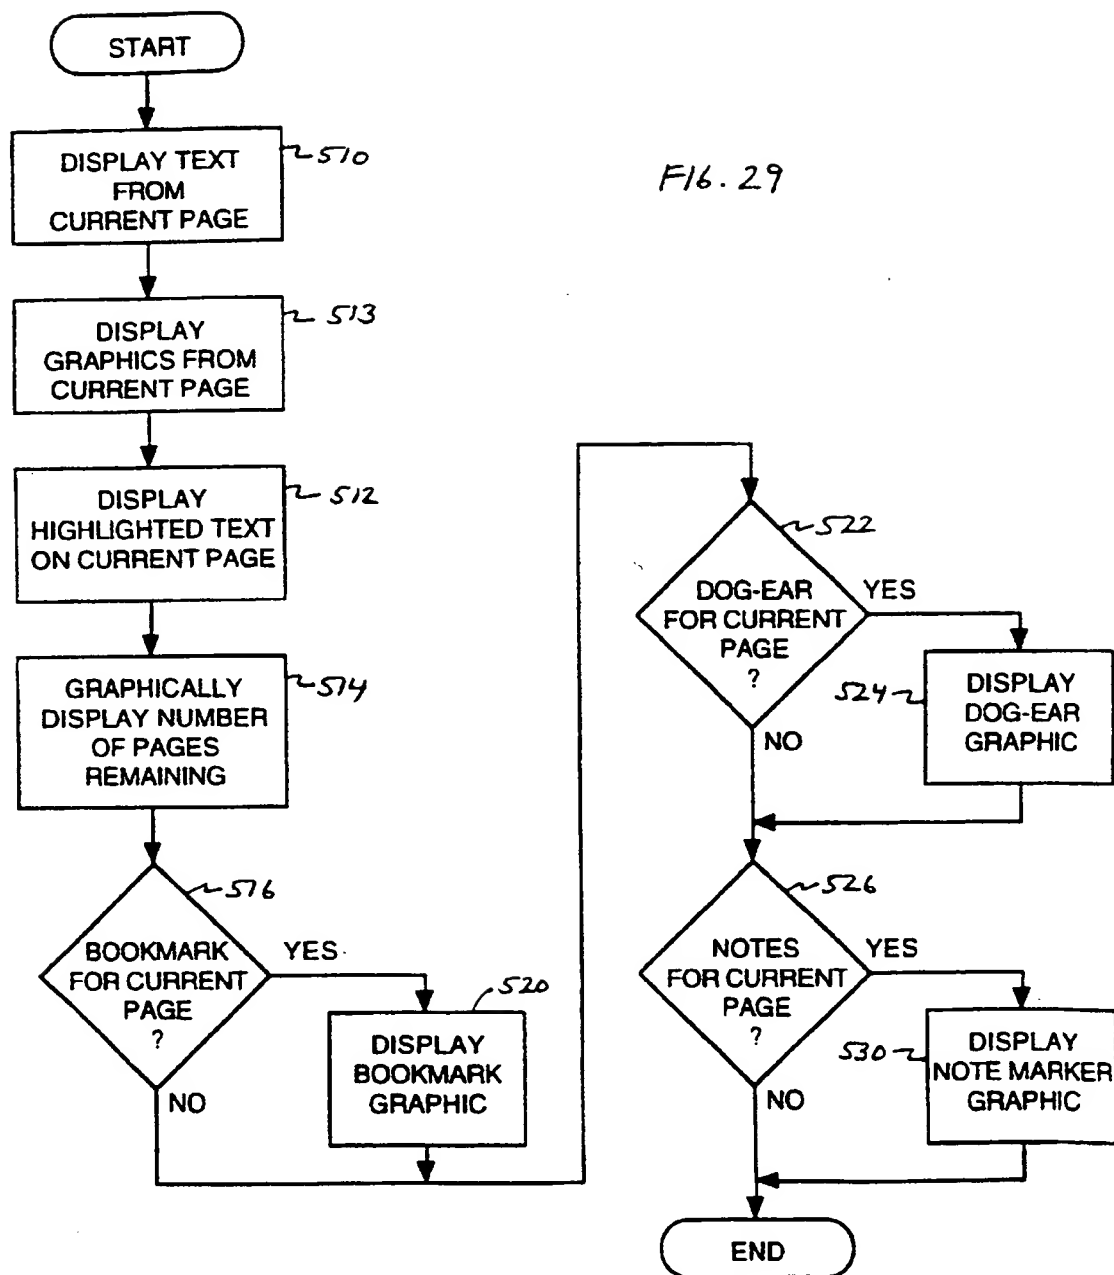 START
DISPLAY TEXT
FROM
CURRENT PAGE
510
FIG. 29
DISPLAY
GRAPHICS FROM
CURRENT PAGE
513
DISPLAY
HIGHLIGHTED TEXT
ON CURRENT PAGE
512
GRAPHICALLY
DISPLAY NUMBER
OF PAGES
REMAINING
514
BOOKMARK
FOR CURRENT
PAGE
?
516
YES
NO
520
DISPLAY
BOOKMARK
GRAPHIC
522
DOG-EAR
FOR CURRENT
PAGE
?
YES
NO
524
DISPLAY
DOG-EAR
GRAPHIC
526
NOTES
FOR CURRENT
PAGE
?
YES
NO
530
DISPLAY
NOTE MARKER
GRAPHIC
END